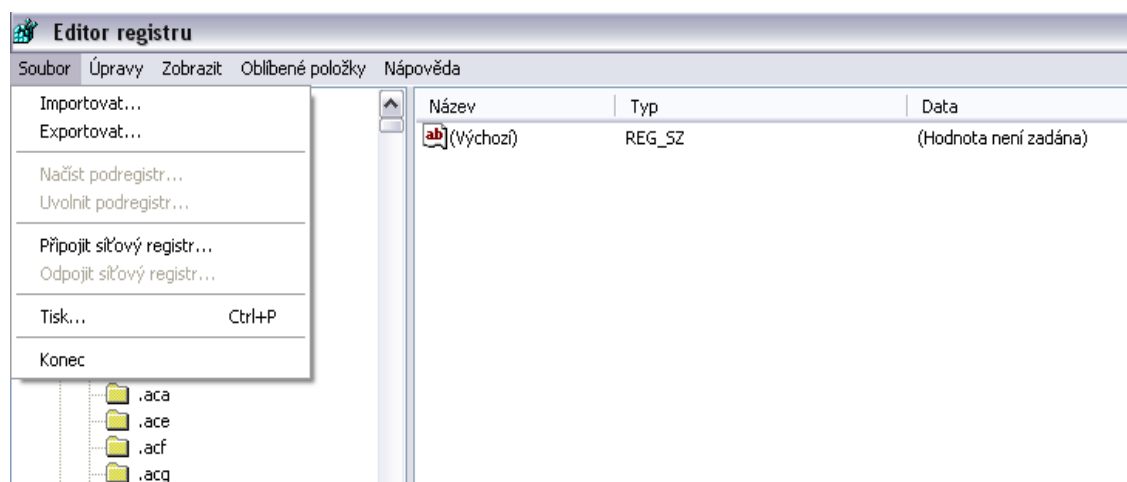 Editor registru
Soubor Úpravy Zobrazit Oblíbené položky Nápověda
Importovat...
Exportovat...
Načíst podregistr...
Uvolnit podregistr...
Připojit síťový registr...
Odpojit síťový registr...
Tisk... Ctrl+P
Konec
.aca
.ace
.acf
.acg
Název Typ Data
ab (Výchozí) REG_SZ (Hodnota není zadána)